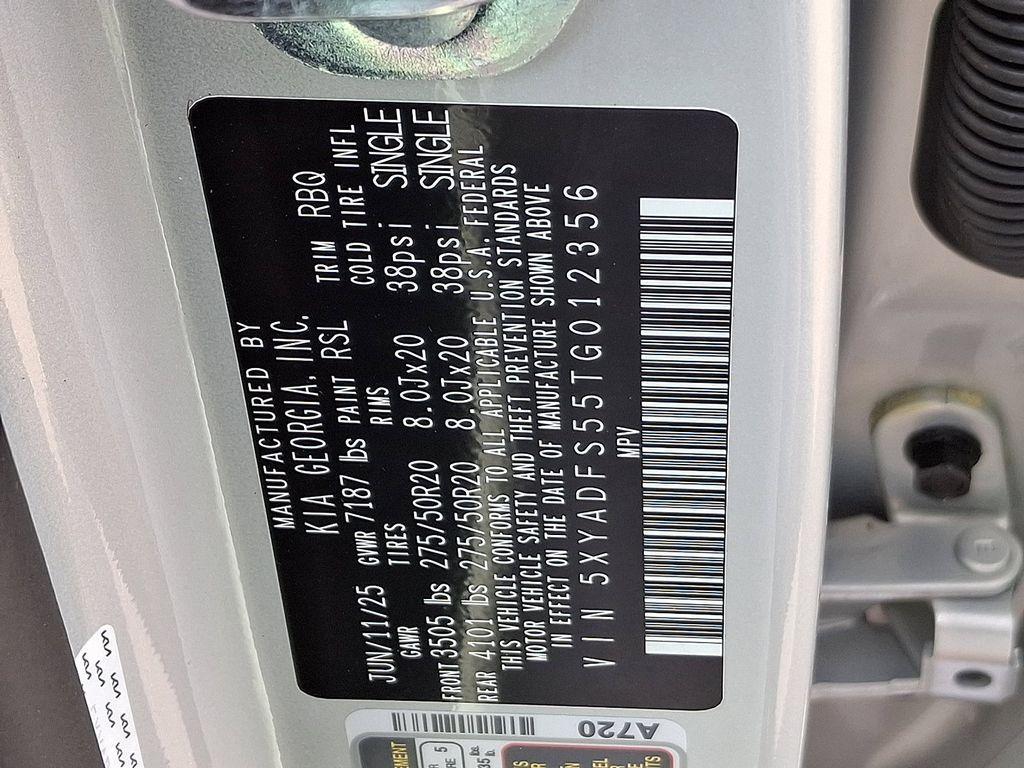 MANUFACTURED BY
KIA GEORGIA, INC.
JUN/11/25 GVWR 7187 lbs PAINT RSL TRIM RBQ
GAWR TIRES RIMS COLD TIRE INFL
FRONT 3505 lbs 275/50R20 8.0Jx20 38psi SINGLE
REAR 4101 lbs 275/50R20 8.0Jx20 38psi SINGLE
THIS VEHICLE CONFORMS TO ALL APPLICABLE U.S.A. FEDERAL
MOTOR VEHICLE SAFETY AND THEFT PREVENTION STANDARDS
IN EFFECT ON THE DATE OF MANUFACTURE SHOWN ABOVE
VIN 5XYADFS55TG012356
MPV
A720
5